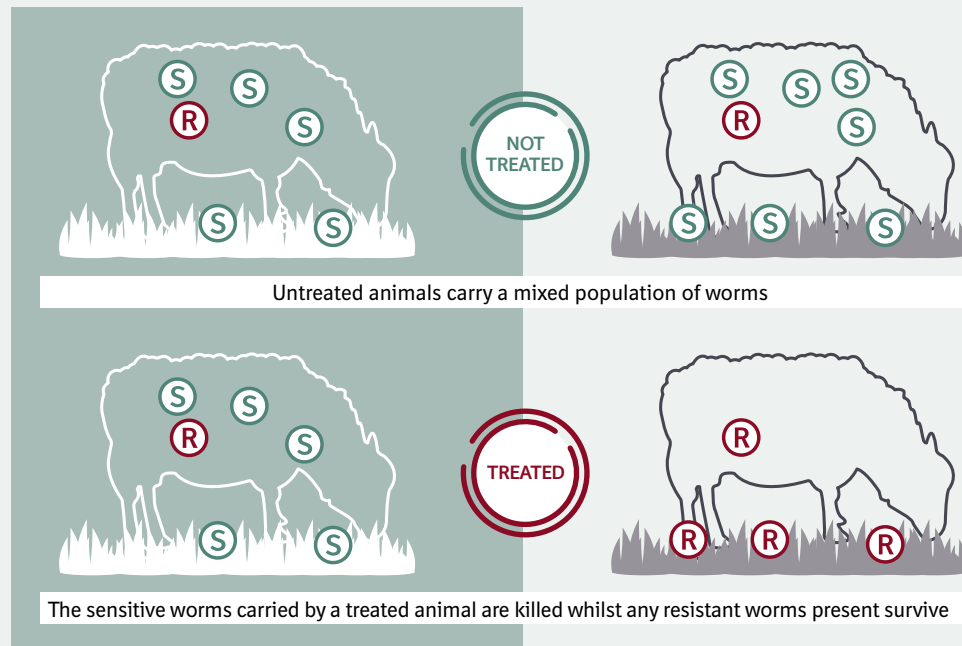 S
S
S
R
S
S
NOT
TREATED
S
S
S
R
S
S
S
S
Untreated animals carry a mixed population of worms
S
S
R
S
S
S
TREATED
R
R
R
R
The sensitive worms carried by a treated animal are killed whilst any resistant worms present survive